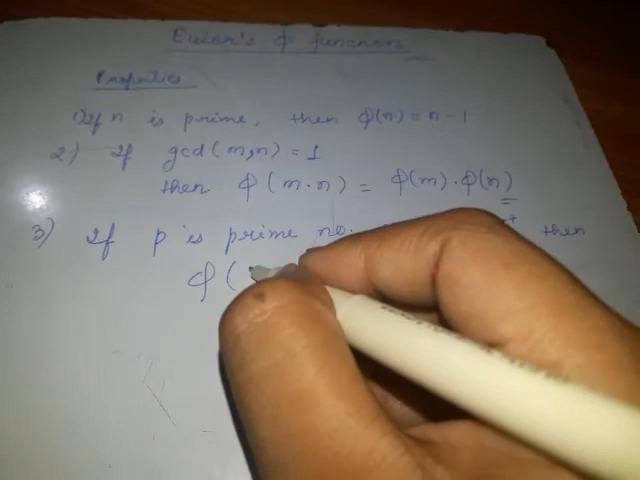 Euler's ϕ function
Properties
1) If n is prime, then ϕ(n) = n - 1
2) If gcd(m,n) = 1
then ϕ(m·n) = ϕ(m)·ϕ(n)
3) If p is prime no. then
ϕ(